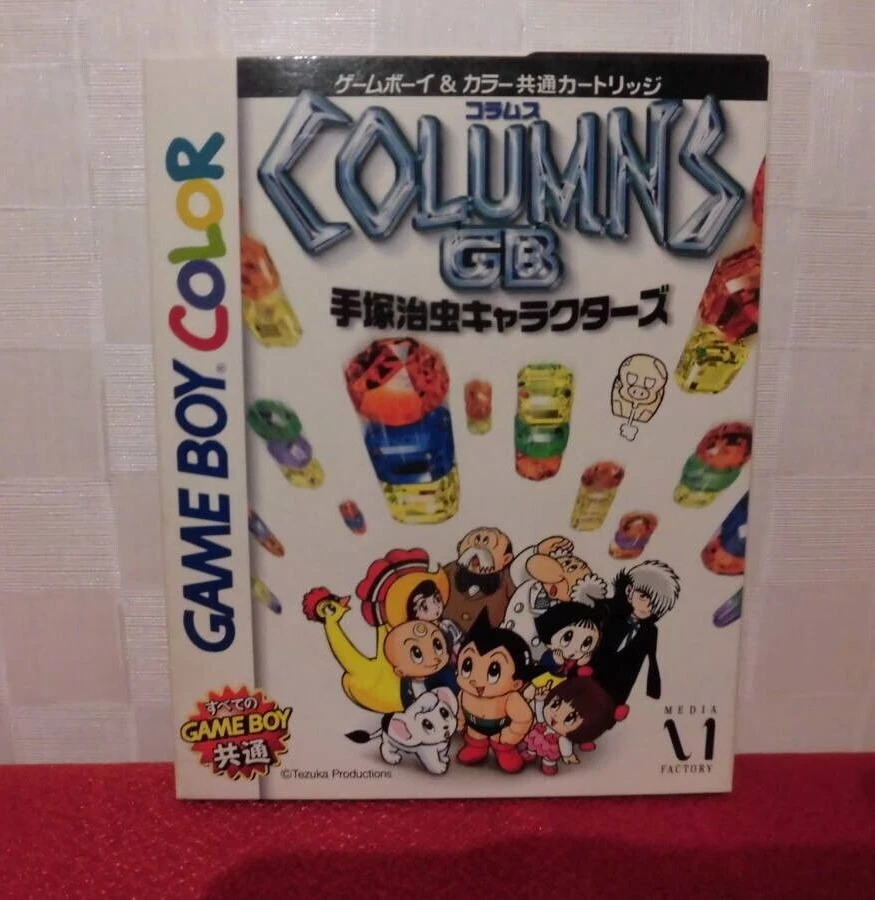 ゲームボーイ & カラー共通カートリッジ
コラムス
COLUMNS
GB
手塚治虫キャラクターズ
GAME BOY COLOR
すべての
GAME BOY
共通
©Tezuka Productions
MEDIA
FACTORY